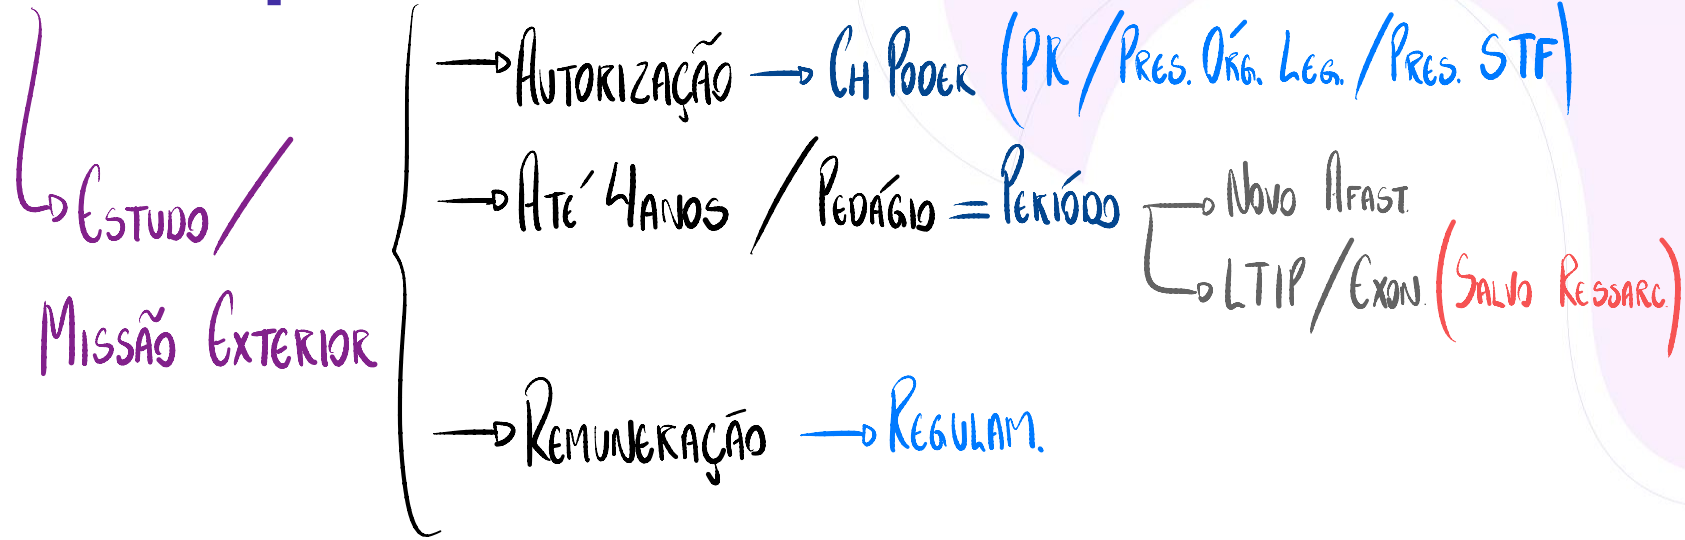 → AUTORIZAÇÃO → CH PODER (PR / PRES. ÓRG. LEG. / PRES. STF)
→ ESTUDO / → ATÉ 4 ANOS / PEDÁGIO = PERÍODO → NOVO AFAST.
→ LTIP / EXON. (SALVO RESSARC.)
MISSÃO EXTERIOR
→ REMUNERAÇÃO → REGULAM.